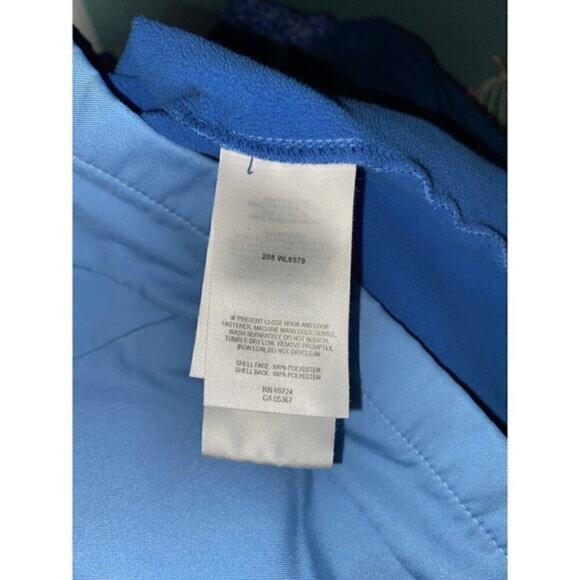 208 WL6579
IF PRESENT CLOSE HOOK AND LOOP
FASTENER, MACHINE WASH COLD GENTLE,
WASH SEPARATELY, DO NOT BLEACH,
TUMBLE DRY LOW, REMOVE PROMPTLY,
IRON LOW, DO NOT DRYCLEAN
SHELL FACE: 100% POLYESTER
SHELL BACK: 100% POLYESTER
RN 69724
CA 05367